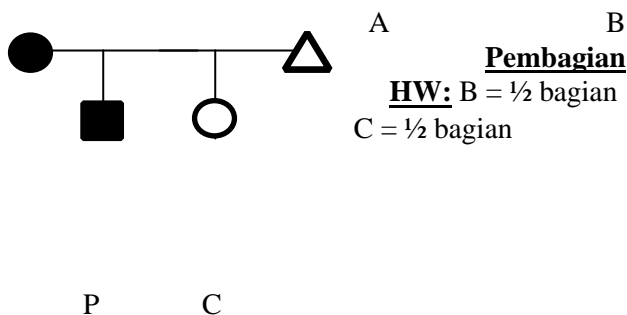 A B
Pembagian
HW: B = ½ bagian
C = ½ bagian
P C